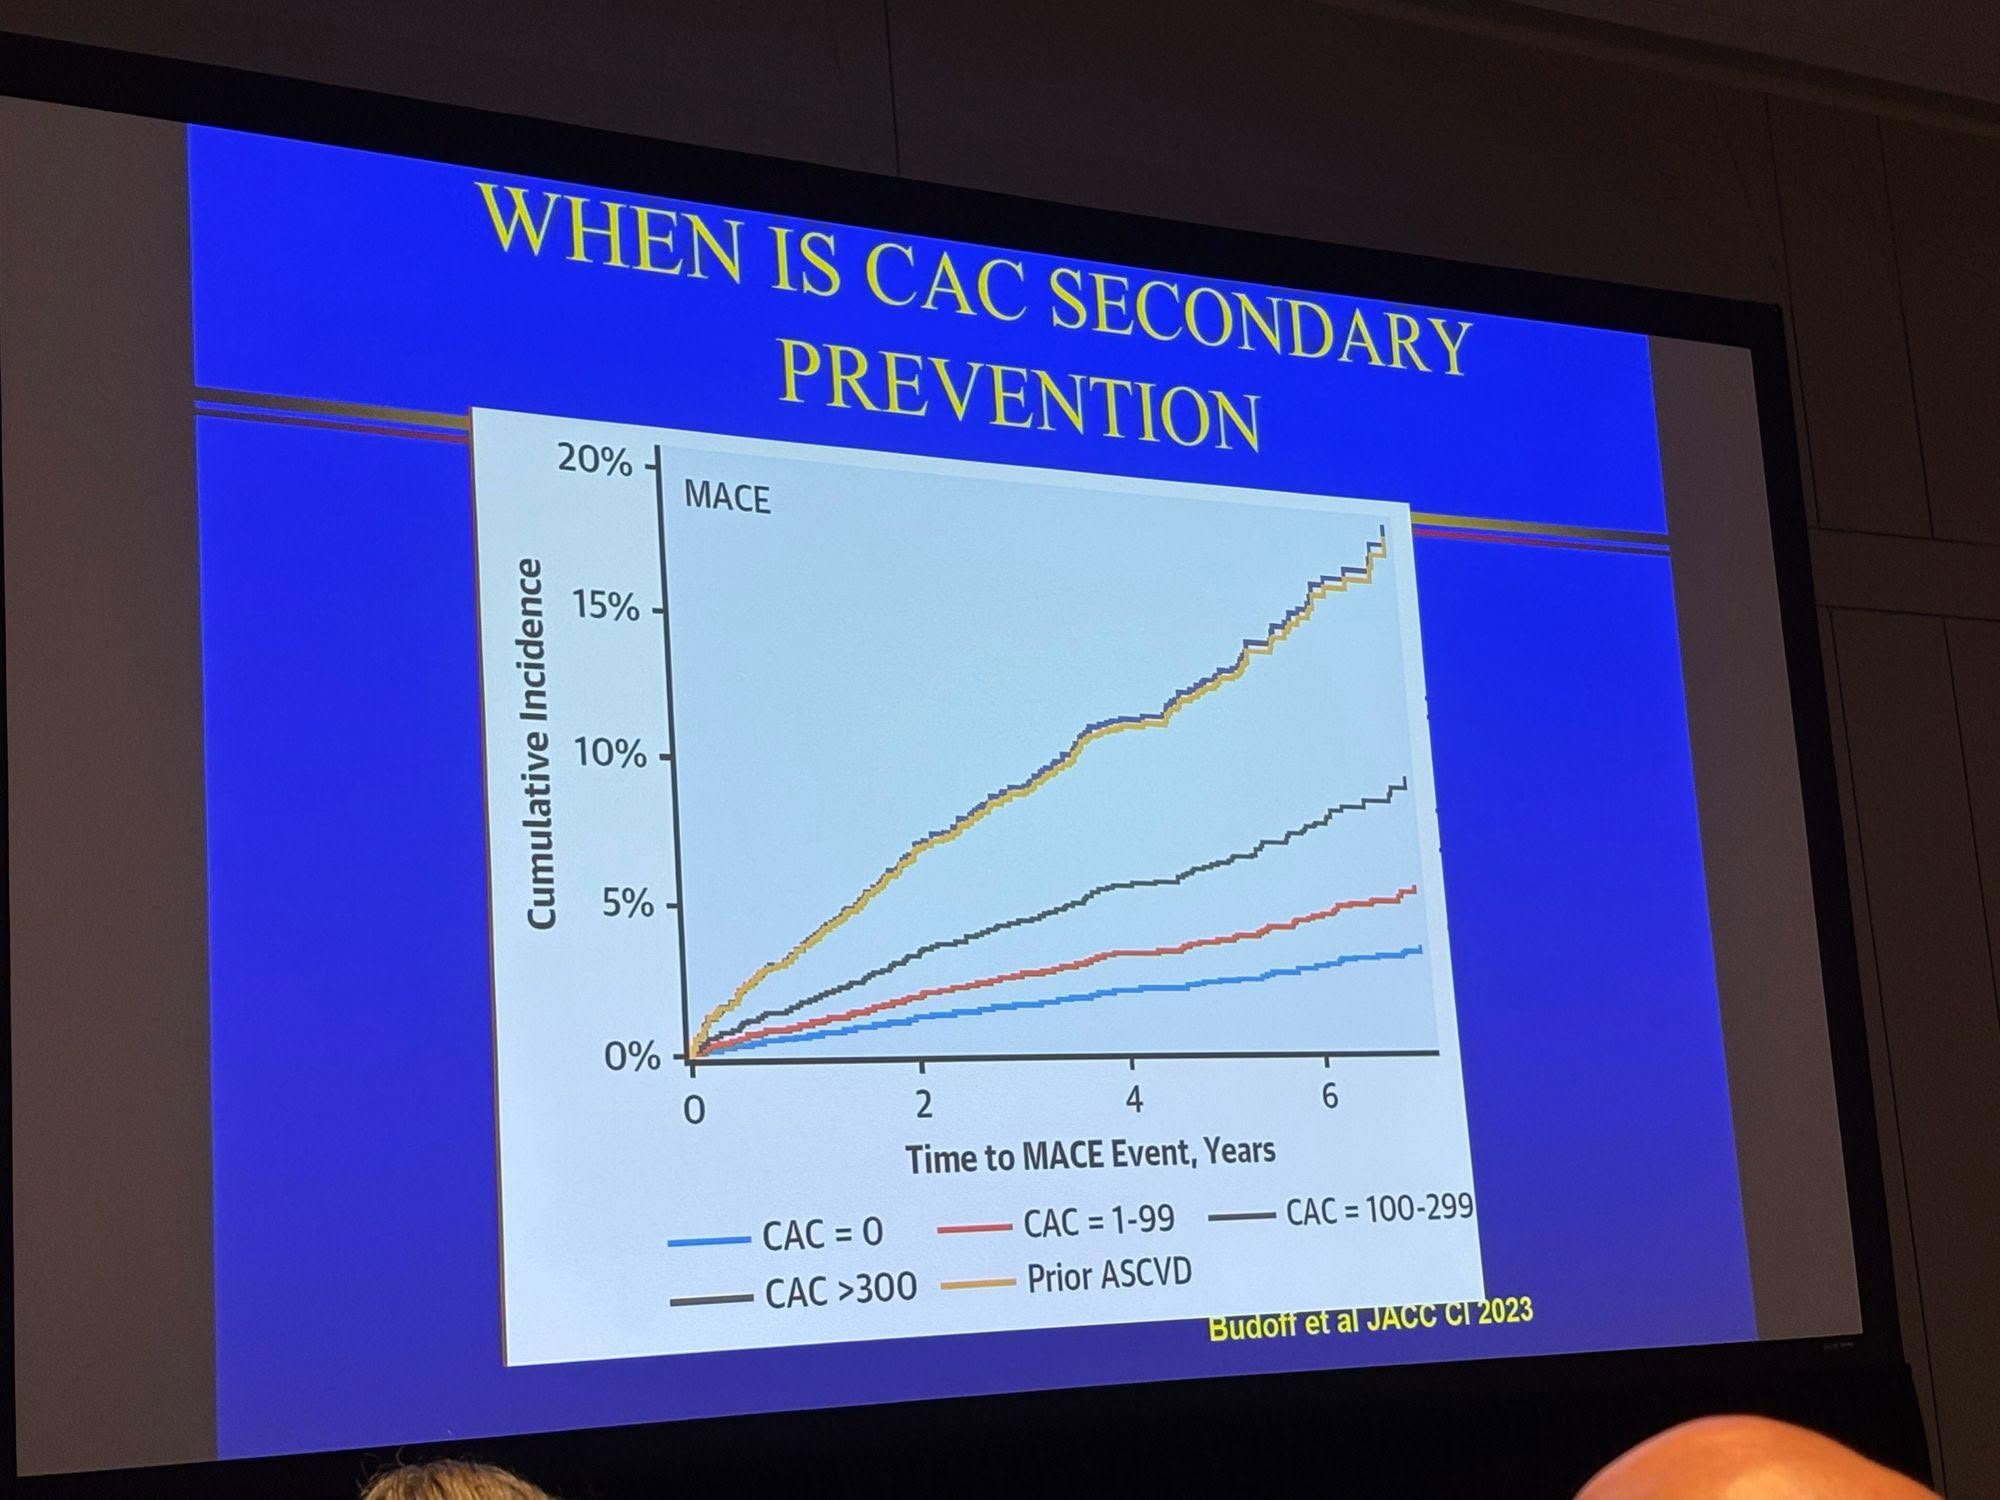 WHEN IS CAC SECONDARY
PREVENTION
MACE
20%
15%
10%
5%
0%
Cumulative Incidence
0 2 4 6
Time to MACE Event, Years
CAC = 0 CAC = 1-99 CAC = 100-299
CAC >300 Prior ASCVD
Budoff et al JACC CI 2023